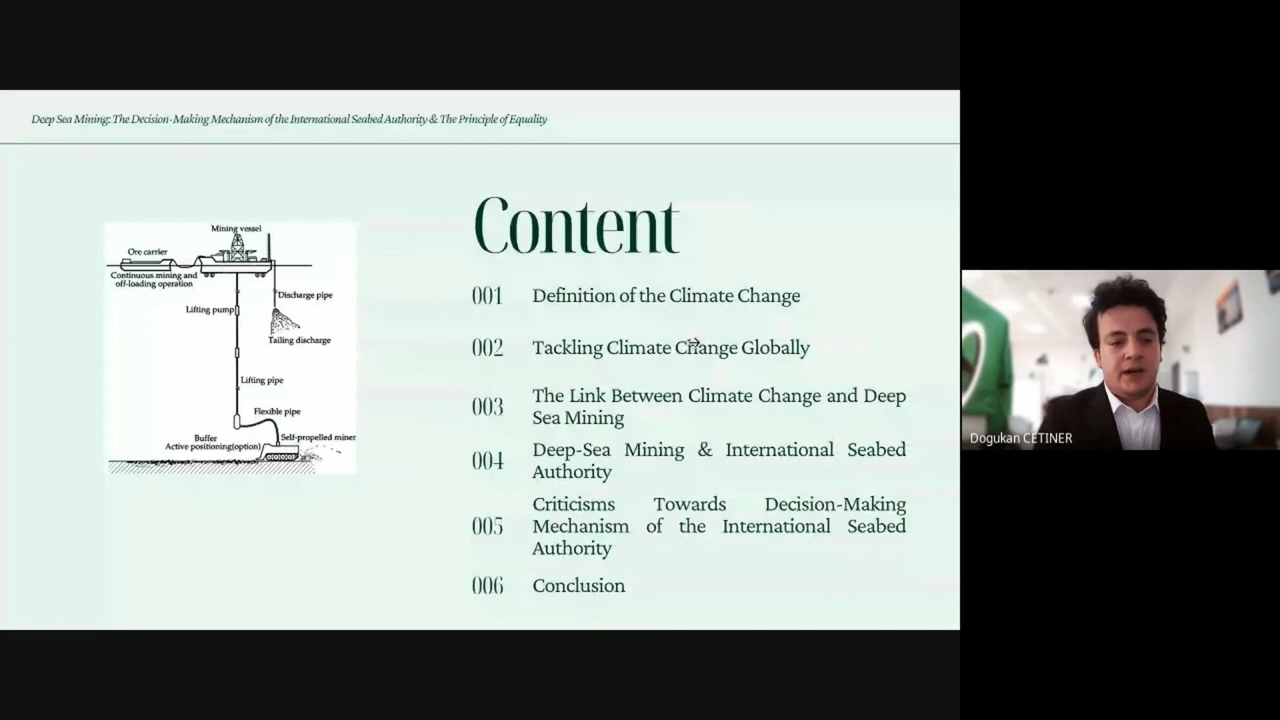 Deep Sea Mining: The Decision-Making Mechanism of the International Seabed Authority & The Principle of Equality
Mining vessel
Ore carrier
Continuous mining and
off-loading operation
Discharge pipe
Lifting pump
Tailing discharge
Lifting pipe
Flexible pipe
Buffer
Self-propelled miner
Active positioning(option)
Content
001 Definition of the Climate Change
002 Tackling Climate Change Globally
003 The Link Between Climate Change and Deep
Sea Mining
004 Deep-Sea Mining & International Seabed
Authority
005 Criticisms Towards Decision-Making
Mechanism of the International Seabed
Authority
006 Conclusion
Dogukan CETINER